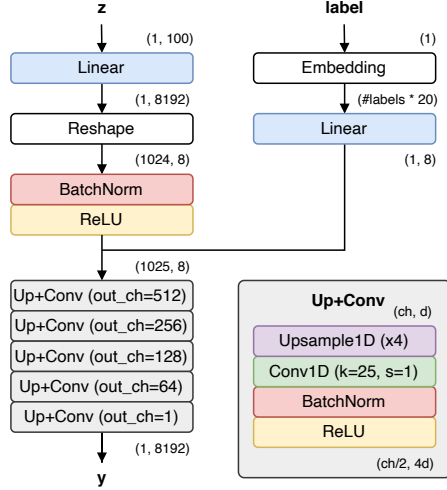 z
(1, 100)
Linear
(1, 8192)
Reshape
(1024, 8)
BatchNorm
ReLU
label
(1)
Embedding
(#labels * 20)
Linear
(1, 8)
(1025, 8)
Up+Conv (out_ch=512)
Up+Conv (out_ch=256)
Up+Conv (out_ch=128)
Up+Conv (out_ch=64)
Up+Conv (out_ch=1)
(1, 8192)
y
Up+Conv
(ch, d)
Upsample1D (x4)
Conv1D (k=25, s=1)
BatchNorm
ReLU
(ch/2, 4d)